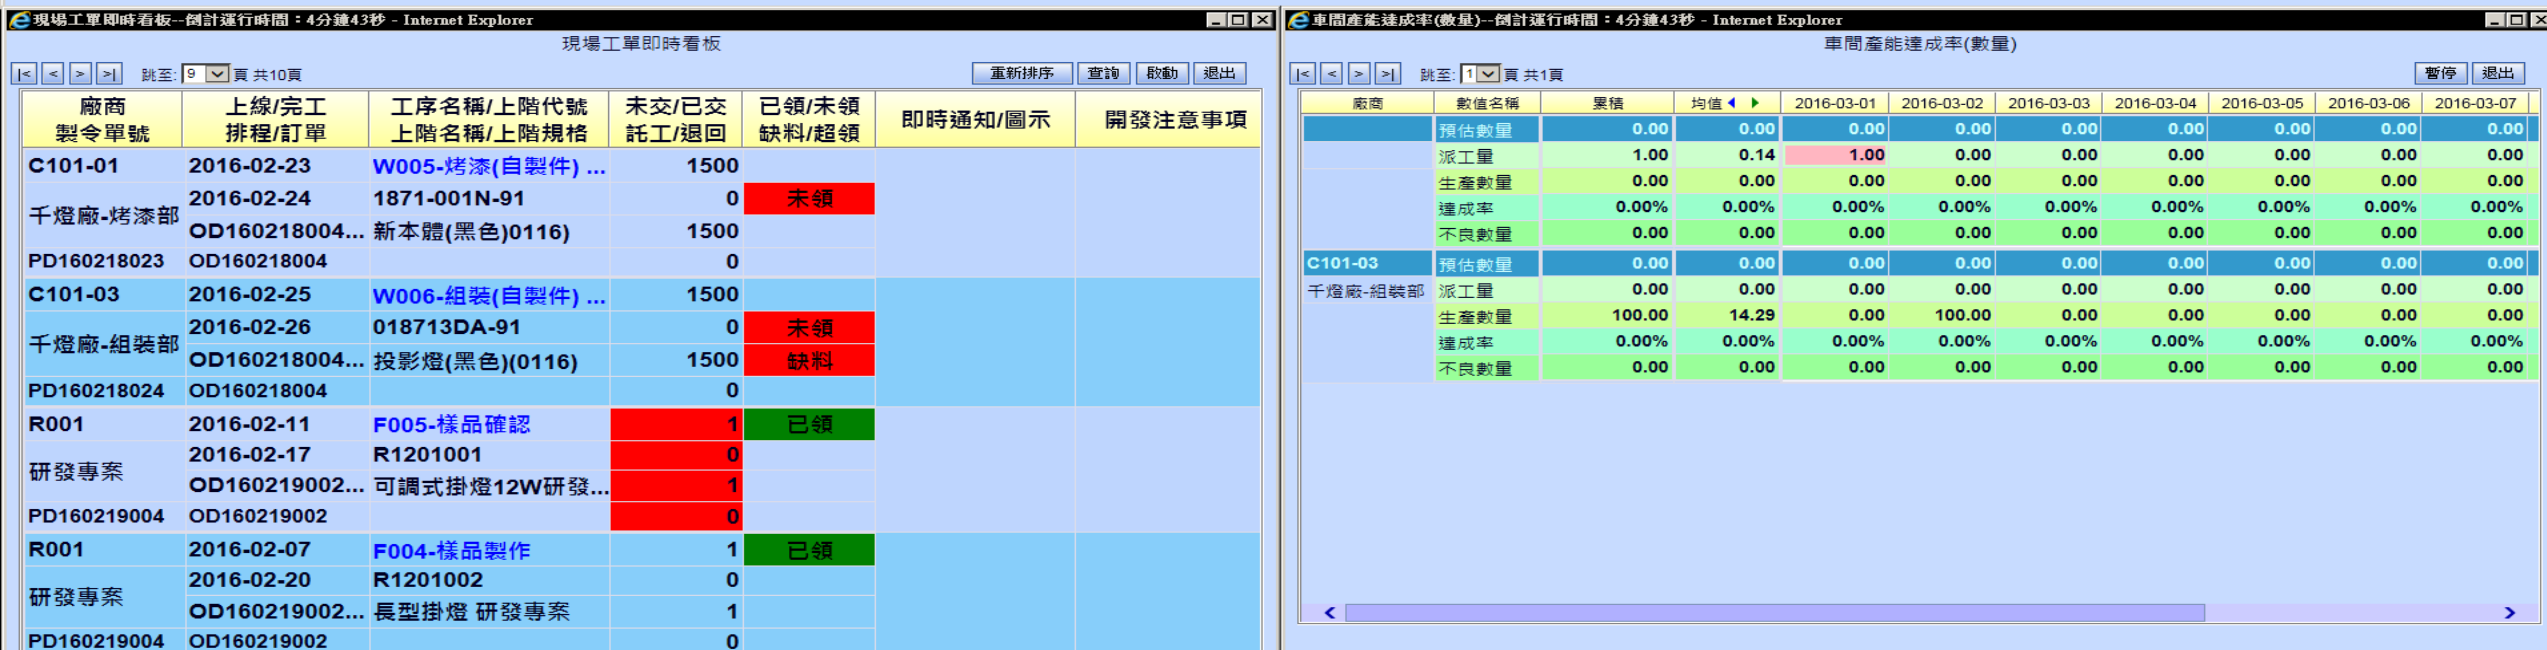 現場工單即時看板--倒計運行時間：4分鐘43秒 - Internet Explorer
現場工單即時看板
|< < > >| 跳至: 9 頁 共10頁 重新排序 查詢 啟動 退出
廠商 上線/完工 工序名稱/上階代號 未交/已交 已領/未領 即時通知/圖示 開發注意事項
製令單號 排程/訂單 上階名稱/上階規格 託工/退回 缺料/超領
C101-01 2016-02-23 W005-烤漆(自製件) ... 1500
千燈廠-烤漆部 2016-02-24 1871-001N-91 0 未領
OD160218004... 新本體(黑色)0116) 1500
PD160218023 OD160218004 0
C101-03 2016-02-25 W006-組裝(自製件) ... 1500
千燈廠-組裝部 2016-02-26 018713DA-91 0 未領
OD160218004... 投影燈(黑色)(0116) 1500 缺料
PD160218024 OD160218004 0
R001 2016-02-11 F005-樣品確認 1 已領
研發專案 2016-02-17 R1201001 0
OD160219002... 可調式掛燈12W研發... 1
PD160219004 OD160219002 0
R001 2016-02-07 F004-樣品製作 1 已領
研發專案 2016-02-20 R1201002 0
OD160219002... 長型掛燈 研發專案 1
PD160219004 OD160219002 0
車間產能達成率(數量)--倒計運行時間：4分鐘43秒 - Internet Explorer
車間產能達成率(數量)
|< < > >| 跳至: 1 頁 共1頁 暫停 退出
廠商 數值名稱 累積 均值 2016-03-01 2016-03-02 2016-03-03 2016-03-04 2016-03-05 2016-03-06 2016-03-07
預估數量 0.00 0.00 0.00 0.00 0.00 0.00 0.00 0.00 0.00
派工量 1.00 0.14 1.00 0.00 0.00 0.00 0.00 0.00 0.00
生產數量 0.00 0.00 0.00 0.00 0.00 0.00 0.00 0.00 0.00
達成率 0.00% 0.00% 0.00% 0.00% 0.00% 0.00% 0.00% 0.00% 0.00%
不良數量 0.00 0.00 0.00 0.00 0.00 0.00 0.00 0.00 0.00
C101-03 預估數量 0.00 0.00 0.00 0.00 0.00 0.00 0.00 0.00 0.00
千燈廠-組裝部 派工量 0.00 0.00 0.00 0.00 0.00 0.00 0.00 0.00 0.00
生產數量 100.00 14.29 0.00 100.00 0.00 0.00 0.00 0.00 0.00
達成率 0.00% 0.00% 0.00% 0.00% 0.00% 0.00% 0.00% 0.00% 0.00%
不良數量 0.00 0.00 0.00 0.00 0.00 0.00 0.00 0.00 0.00